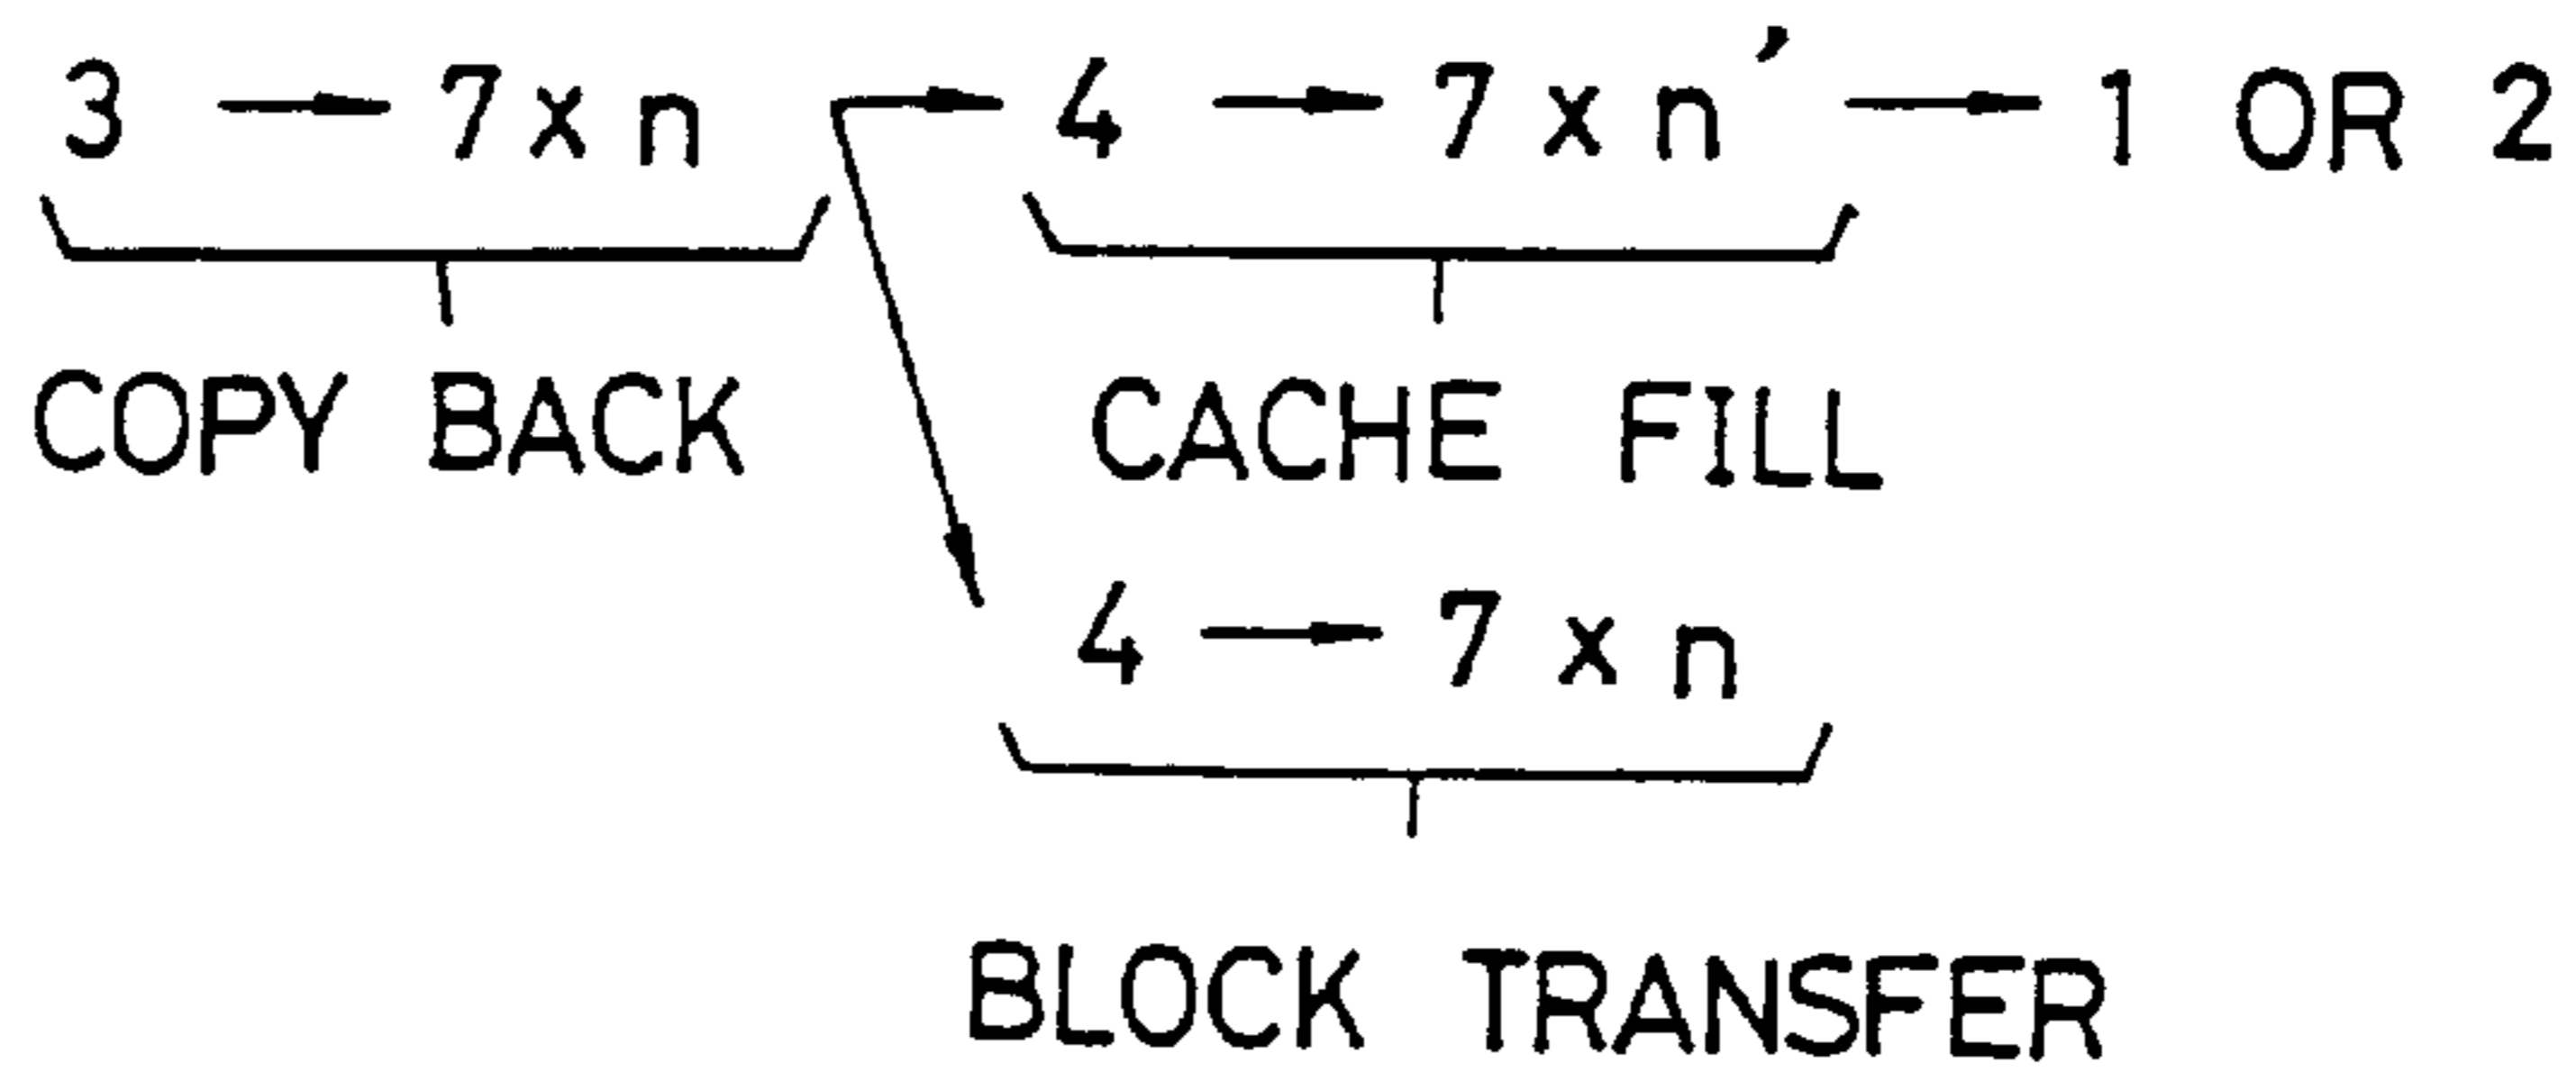 3 → 7 x n → 4 → 7 x n' → 1 OR 2
COPY BACK CACHE FILL
4 → 7 x n
BLOCK TRANSFER